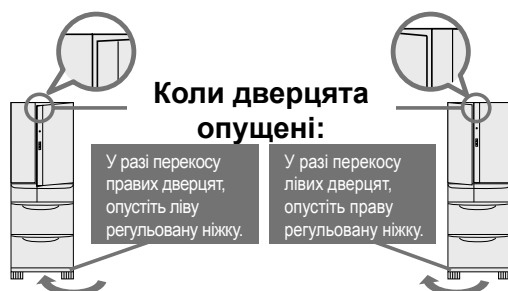 Коли дверцята
опущені:
У разі перекосу
правих дверцят,
опустіть ліву
регульовану ніжку.
У разі перекосу
лівих дверцят,
опустіть праву
регульовану ніжку.